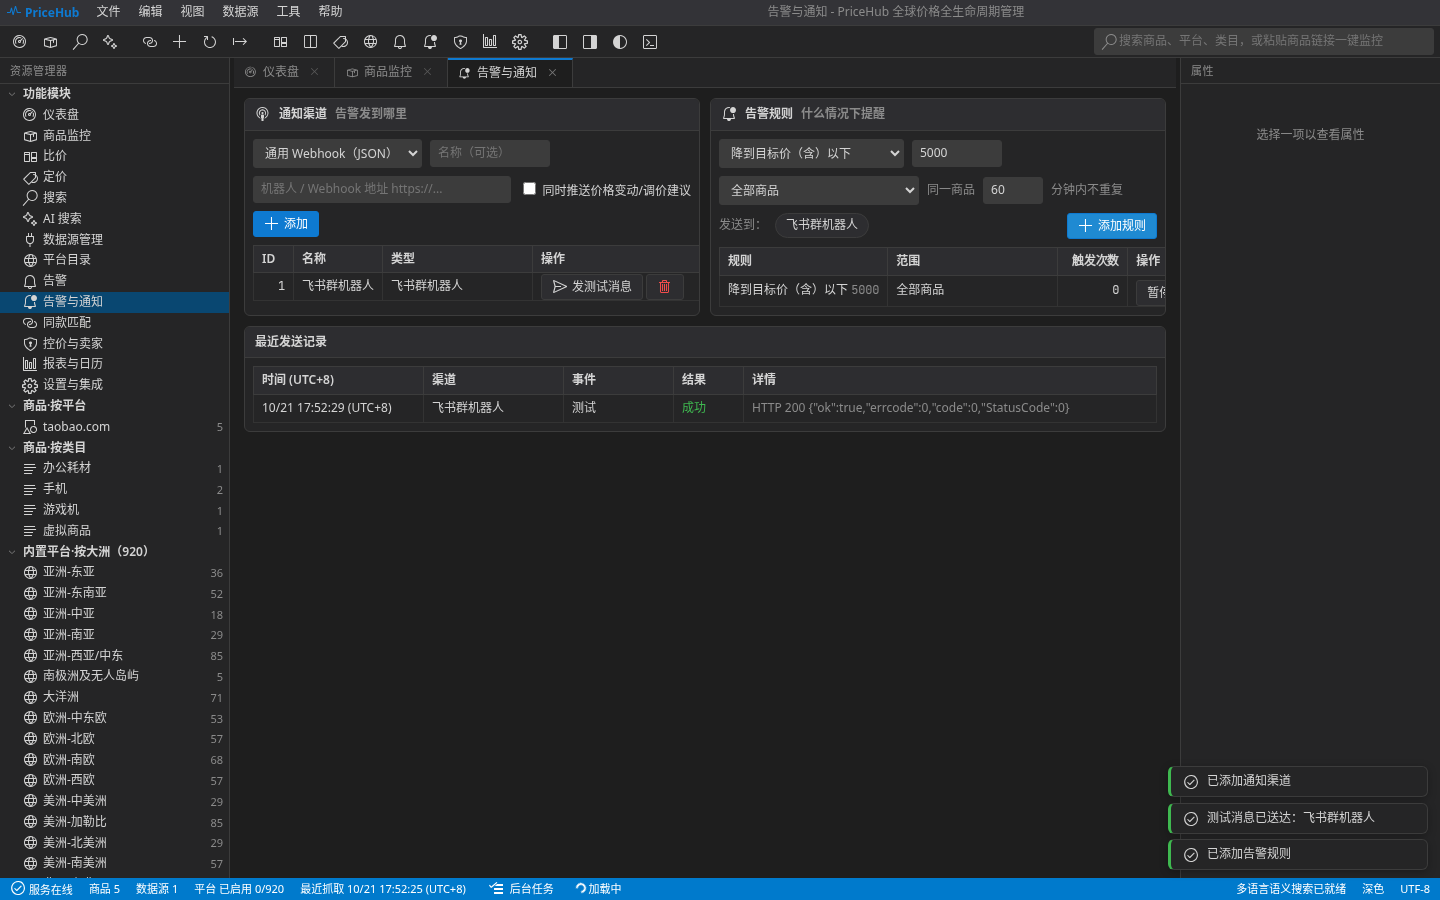 PriceHub 文件 编辑 视图 数据源 工具 帮助 告警与通知 - PriceHub 全球价格全生命周期管理
搜索商品、平台、类目，或粘贴商品链接一键监控
资源管理器
功能模块
仪表盘
商品监控
比价
定价
搜索
AI 搜索
数据源管理
平台目录
告警
告警与通知
同款匹配
控价与卖家
报表与日历
设置与集成
商品·按平台
taobao.com 5
商品·按类目
办公耗材 1
手机 2
游戏机 1
虚拟商品 1
内置平台·按大洲（920）
亚洲-东亚 36
亚洲-东南亚 52
亚洲-中亚 18
亚洲-南亚 29
亚洲-西亚/中东 85
南极洲及无人岛屿 5
大洋洲 71
欧洲-中东欧 53
欧洲-北欧 57
欧洲-南欧 68
欧洲-西欧 57
美洲-中美洲 29
美洲-加勒比 85
美洲-北美洲 29
美洲-南美洲 57
仪表盘 商品监控 告警与通知
通知渠道 告警发到哪里
通用 Webhook（JSON） 名称（可选）
机器人 / Webhook 地址 https://... 同时推送价格变动/调价建议
添加
ID 名称 类型 操作
1 飞书群机器人 飞书群机器人 发测试消息
告警规则 什么情况下提醒
降到目标价（含）以下 5000
全部商品 同一商品 60 分钟内不重复
发送到： 飞书群机器人 添加规则
规则 范围 触发次数 操作
降到目标价（含）以下 5000 全部商品 0 暂
最近发送记录
时间 (UTC+8) 渠道 事件 结果 详情
10/21 17:52:29 (UTC+8) 飞书群机器人 测试 成功 HTTP 200 {"ok":true,"errcode":0,"code":0,"StatusCode":0}
属性
选择一项以查看属性
已添加通知渠道
测试消息已送达：飞书群机器人
已添加告警规则
服务在线 商品 5 数据源 1 平台 已启用 0/920 最近抓取 10/21 17:52:25 (UTC+8) 后台任务 加载中 多语言语义搜索已就绪 深色 UTF-8